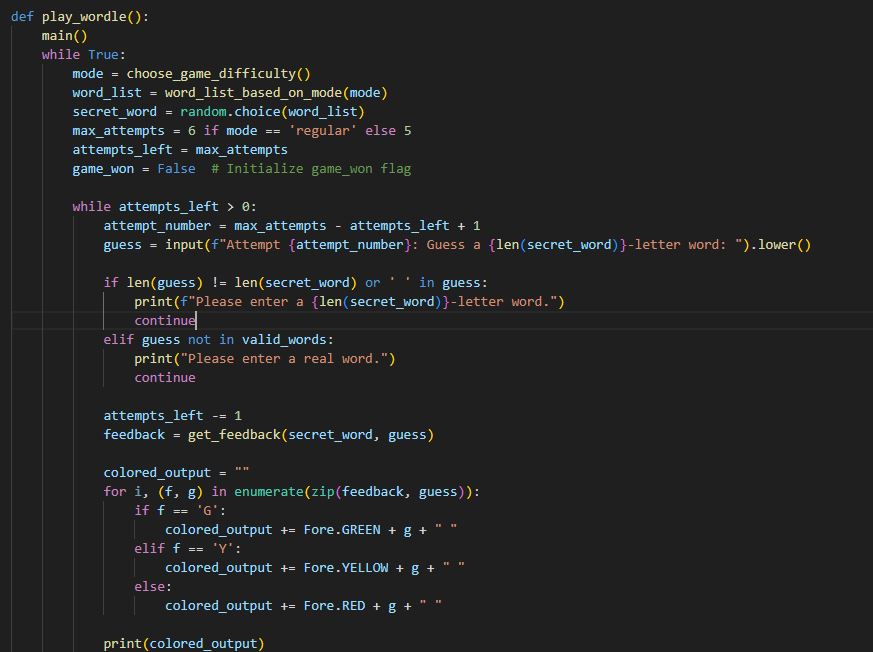 def play_wordle():
    main()
    while True:
        mode = choose_game_difficulty()
        word_list = word_list_based_on_mode(mode)
        secret_word = random.choice(word_list)
        max_attempts = 6 if mode == 'regular' else 5
        attempts_left = max_attempts
        game_won = False  # Initialize game_won flag

        while attempts_left > 0:
            attempt_number = max_attempts - attempts_left + 1
            guess = input(f"Attempt {attempt_number}: Guess a {len(secret_word)}-letter word: ").lower()

            if len(guess) != len(secret_word) or ' ' in guess:
                print(f"Please enter a {len(secret_word)}-letter word.")
                continue
            elif guess not in valid_words:
                print("Please enter a real word.")
                continue

            attempts_left -= 1
            feedback = get_feedback(secret_word, guess)

            colored_output = ""
            for i, (f, g) in enumerate(zip(feedback, guess)):
                if f == 'G':
                    colored_output += Fore.GREEN + g + " "
                elif f == 'Y':
                    colored_output += Fore.YELLOW + g + " "
                else:
                    colored_output += Fore.RED + g + " "

            print(colored_output)